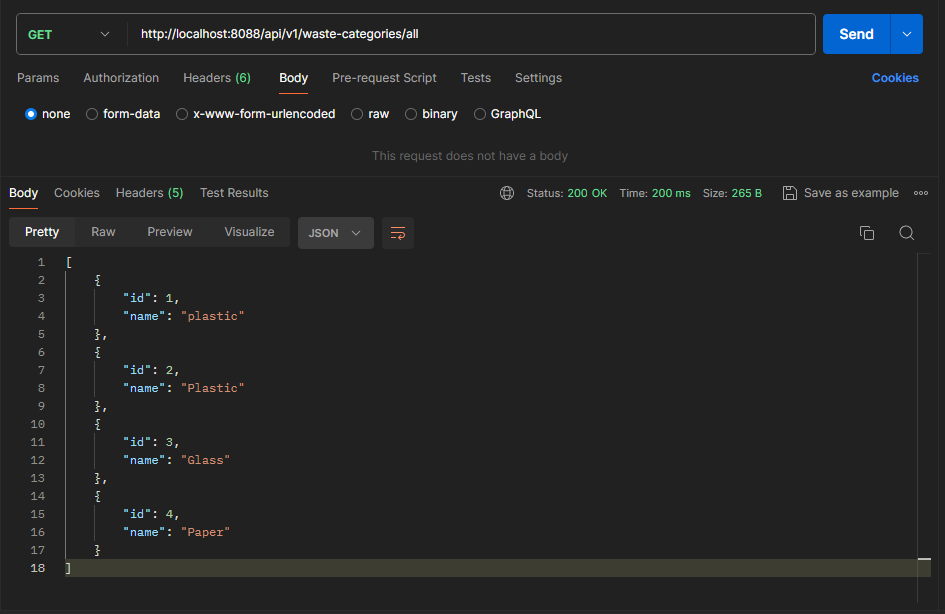 GET http://localhost:8088/api/v1/waste-categories/all Send
Params Authorization Headers (6) Body Pre-request Script Tests Settings Cookies
none form-data x-www-form-urlencoded raw binary GraphQL
This request does not have a body
Body Cookies Headers (5) Test Results Status: 200 OK Time: 200 ms Size: 265 B Save as example
Pretty Raw Preview Visualize JSON
1 [
2 {
3 "id": 1,
4 "name": "plastic"
5 },
6 {
7 "id": 2,
8 "name": "Plastic"
9 },
10 {
11 "id": 3,
12 "name": "Glass"
13 },
14 {
15 "id": 4,
16 "name": "Paper"
17 }
18 ]